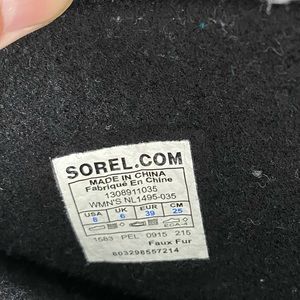 SOREL.COM
MADE IN CHINA
Fabriqué En Chine
1308911035
WMN'S NL1495-035
USA UK EUR CM
8 6 39 25
1583 PEL 0915 215
Faux Fur
803298557214